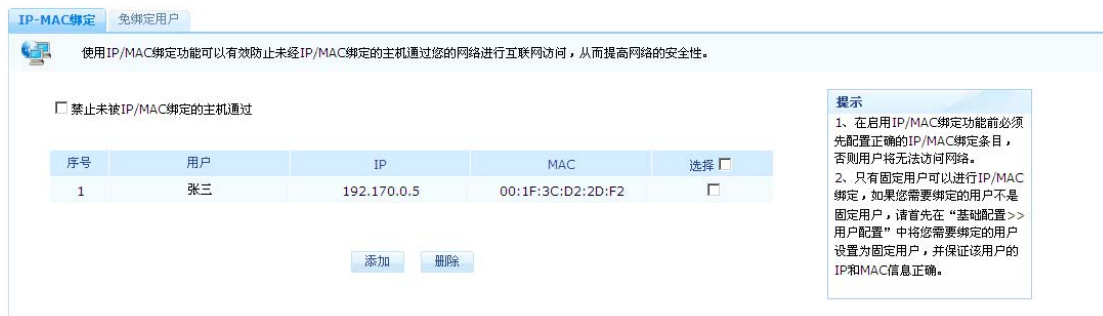 IP-MAC绑定 免绑定用户
使用IP/MAC绑定功能可以有效防止未经IP/MAC绑定的主机通过您的网络进行互联网访问，从而提高网络的安全性。
禁止未被IP/MAC绑定的主机通过
序号 用户 IP MAC 选择
1 张三 192.170.0.5 00:1F:3C:D2:2D:F2
添加 删除
提示
1、在启用IP/MAC绑定功能前必须
先配置正确的IP/MAC绑定条目，
否则用户将无法访问网络。
2、只有固定用户可以进行IP/MAC
绑定，如果您需要绑定的用户不是
固定用户，请首先在“基础配置>>
用户配置”中将您需要绑定的用户
设置为固定用户，并保证该用户的
IP和MAC信息正确。